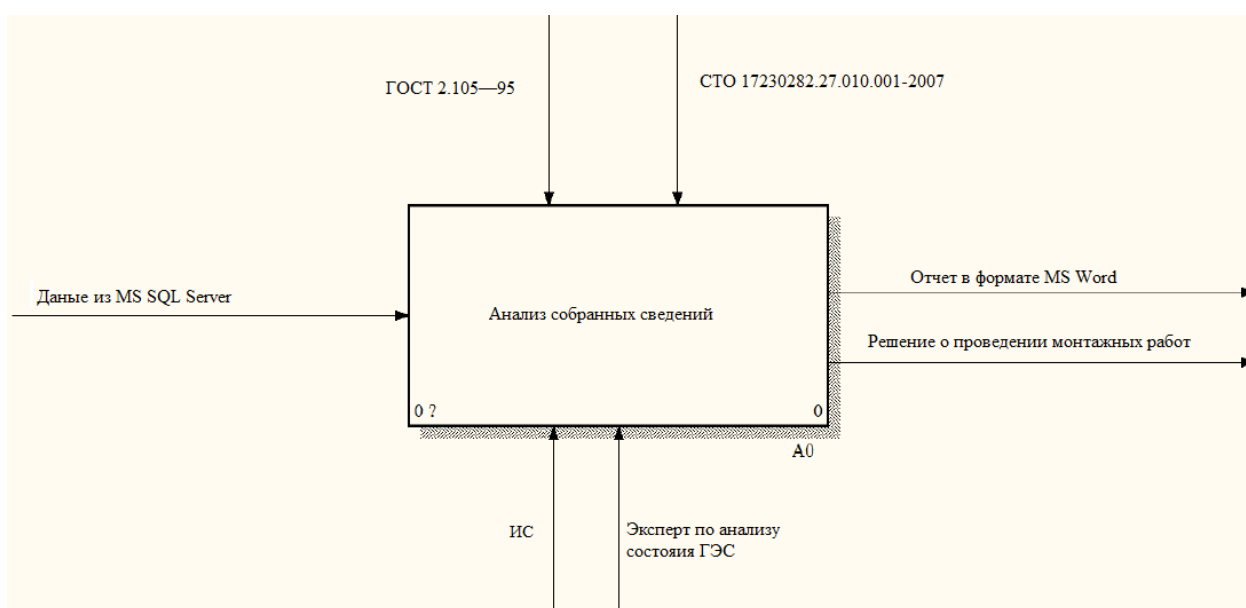 ГОСТ 2.105—95
СТО 17230282.27.010.001-2007
Даные из MS SQL Server
Анализ собранных сведений
Отчет в формате MS Word
Решение о проведении монтажных работ
0 ?
0
A0
ИС
Эксперт по анализу
состояия ГЭС